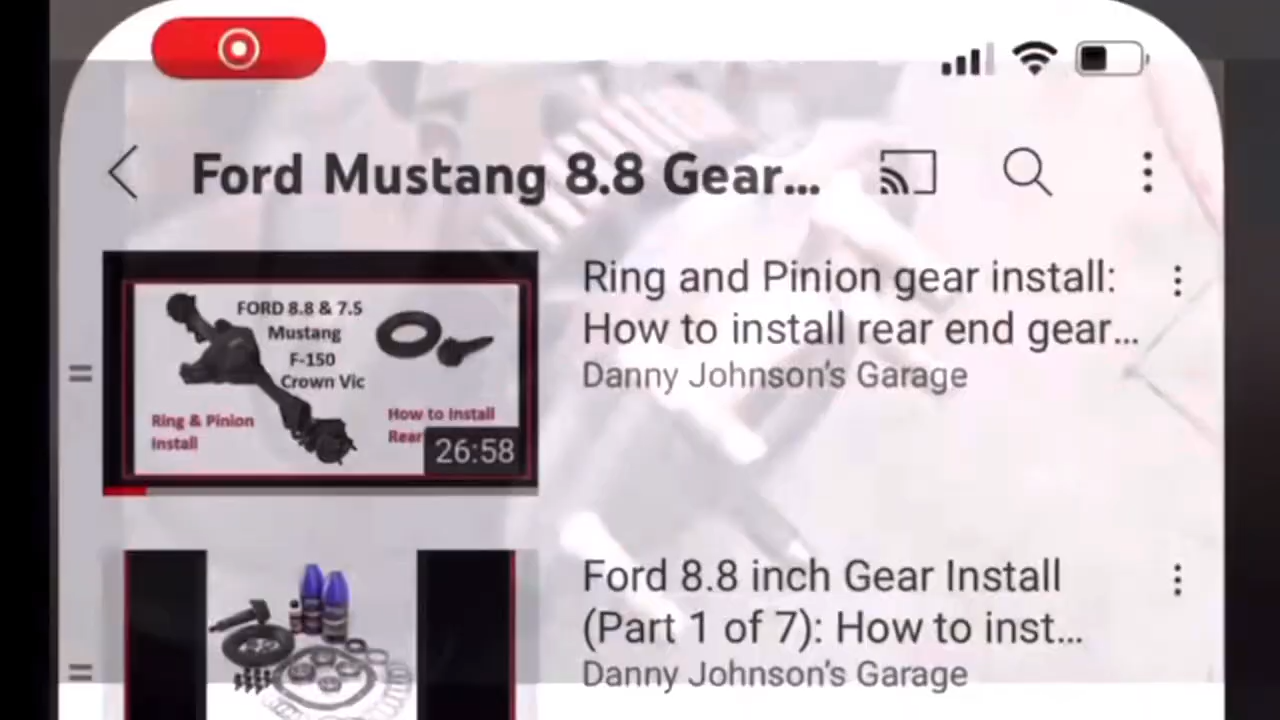 Ford Mustang 8.8 Gear...
FORD 8.8 & 7.5
Mustang
F-150
Crown Vic
Ring & Pinion
Install
How to Install
Rear
26:58
Ring and Pinion gear install:
How to install rear end gear...
Danny Johnson's Garage
Ford 8.8 inch Gear Install
(Part 1 of 7): How to inst...
Danny Johnson's Garage